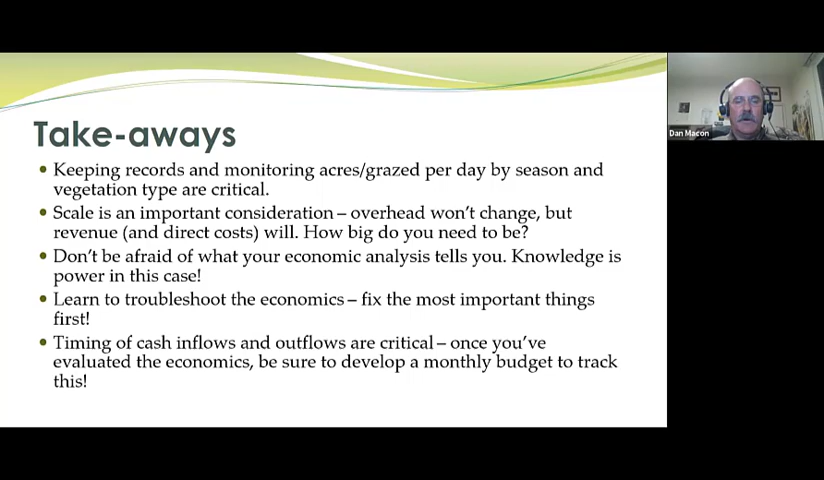 Take-aways
• Keeping records and monitoring acres/grazed per day by season and
vegetation type are critical.
• Scale is an important consideration – overhead won't change, but
revenue (and direct costs) will. How big do you need to be?
• Don't be afraid of what your economic analysis tells you. Knowledge is
power in this case!
• Learn to troubleshoot the economics – fix the most important things
first!
• Timing of cash inflows and outflows are critical – once you've
evaluated the economics, be sure to develop a monthly budget to track
this!
Dan Macon